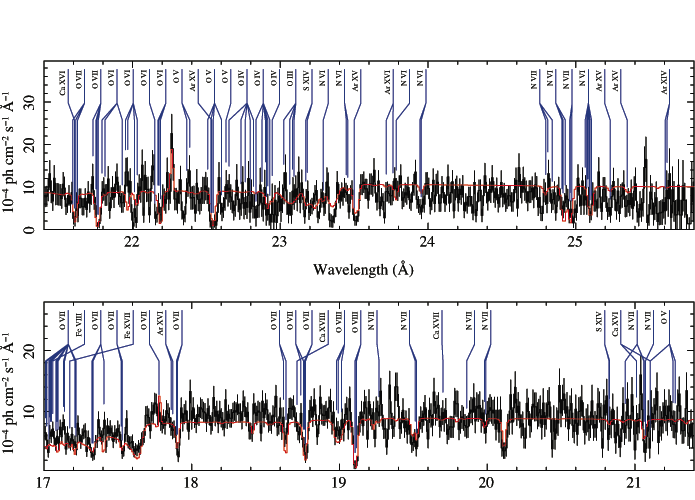 Ca XVI O VII O VII O VI O VI O VI O VI O V Ar XV O V O V O IV O IV O IV O IV O III S XIV N VI N VI Ar XV Ar XVI N VI N VI N VII N VI N VII N VI Ar XV Ar XV Ar XIV
10⁻⁴ ph cm⁻² s⁻¹ Å⁻¹
30
20
10
0
22 23 24 25
Wavelength (Å)
O VII Fe VIII O VII O VII Fe XVII O VII Ar XVI O VII O VII O VII O VII Ca XVIII O VIII O VIII N VII N VII Ca XVII N VII N VII S XIV Ca XVI N VII N VII O V
10⁻⁴ ph cm⁻² s⁻¹ Å⁻¹
20
10
17 18 19 20 21